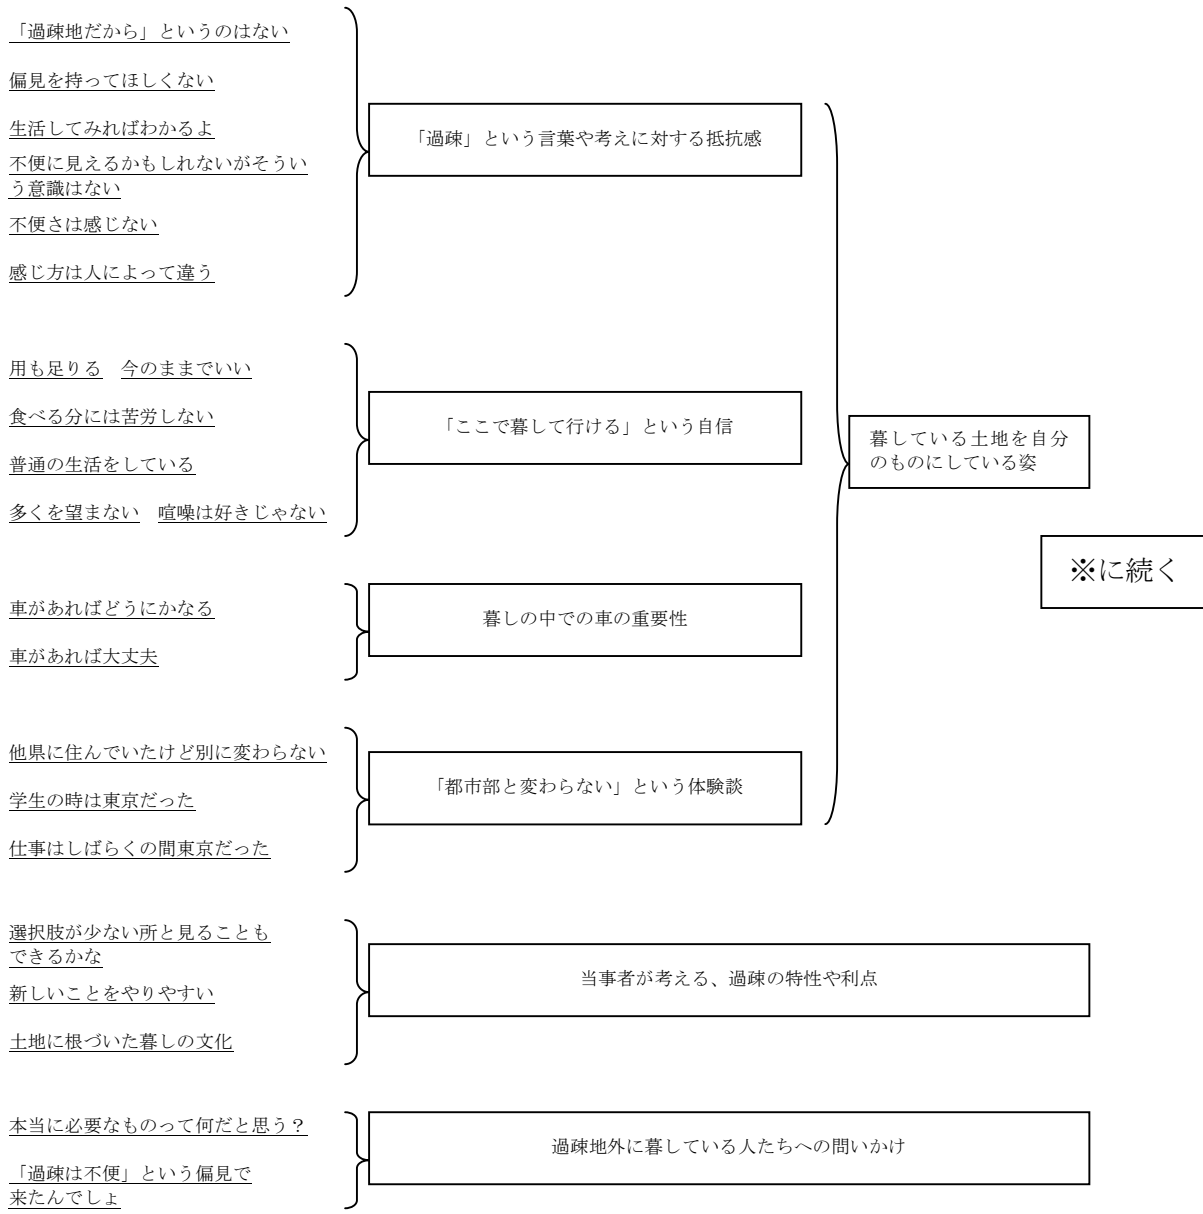 「過疎地だから」というのはない
偏見を持ってほしくない
生活してみればわかるよ
不便に見えるかもしれないがそうい
う意識はない
不便さは感じない
感じ方は人によって違う
「過疎」という言葉や考えに対する抵抗感
用も足りる　今のままでいい
食べる分には苦労しない
普通の生活をしている
多くを望まない　喧噪は好きじゃない
「ここで暮して行ける」という自信
車があればどうにかなる
車があれば大丈夫
暮しの中での車の重要性
他県に住んでいたけど別に変わらない
学生の時は東京だった
仕事はしばらくの間東京だった
「都市部と変わらない」という体験談
暮している土地を自分
のものにしている姿
※に続く
選択肢が少ない所と見ることも
できるかな
新しいことをやりやすい
土地に根づいた暮しの文化
当事者が考える、過疎の特性や利点
本当に必要なものって何だと思う？
「過疎は不便」という偏見で
来たんでしょ
過疎地外に暮している人たちへの問いかけ